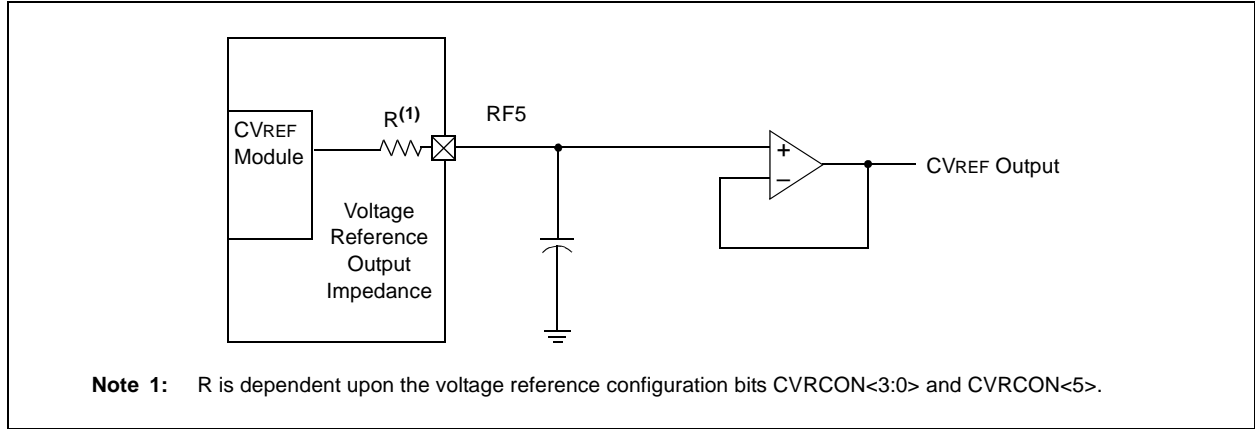 CVREF
Module
R(1)
RF5
Voltage
Reference
Output
Impedance
+
–
CVREF Output
Note 1: R is dependent upon the voltage reference configuration bits CVRCON<3:0> and CVRCON<5>.